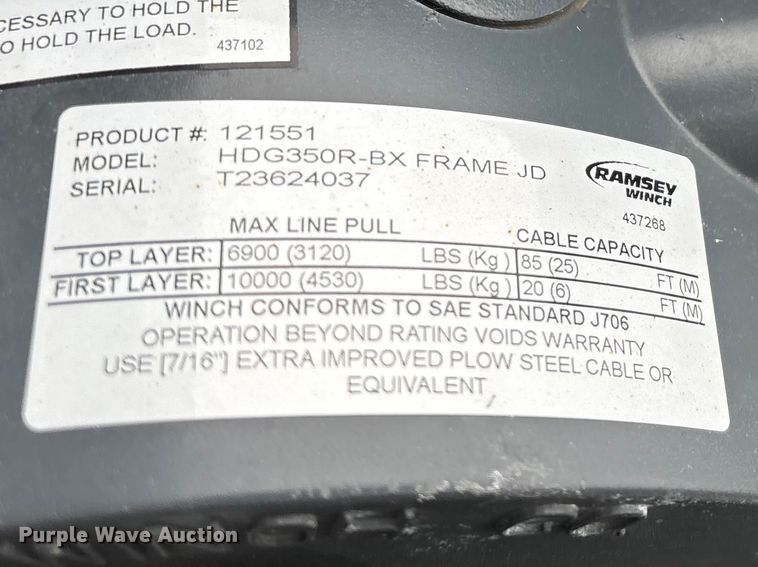 CESSARY TO HOLD THE
O HOLD THE LOAD.
437102
PRODUCT #: 121551
MODEL: HDG350R-BX FRAME JD
SERIAL: T23624037
RAMSEY
WINCH
437268
MAX LINE PULL CABLE CAPACITY
TOP LAYER: 6900 (3120) LBS (Kg) 85 (25) FT (M)
FIRST LAYER: 10000 (4530) LBS (Kg) 20 (6) FT (M)
WINCH CONFORMS TO SAE STANDARD J706
OPERATION BEYOND RATING VOIDS WARRANTY
USE [7/16"] EXTRA IMPROVED PLOW STEEL CABLE OR
EQUIVALENT
Purple Wave Auction